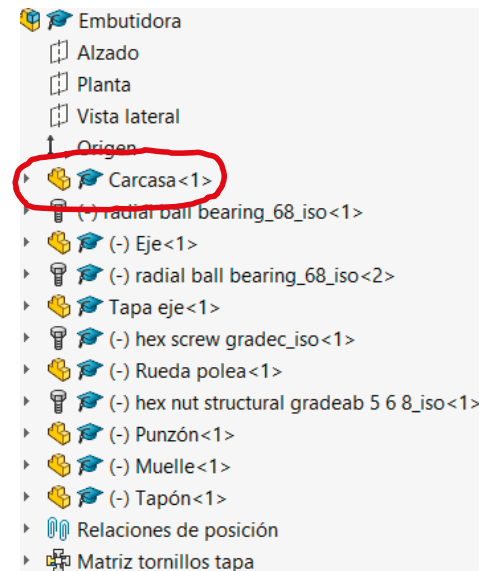 Embutidora
Alzado
Planta
Vista lateral
Origen
Carcasa<1>
(-) radial ball bearing_68_iso<1>
(-) Eje<1>
(-) radial ball bearing_68_iso<2>
Tapa eje<1>
(-) hex screw gradec_iso<1>
(-) Rueda polea<1>
(-) hex nut structural gradeab 5 6 8_iso<1>
(-) Punzón<1>
(-) Muelle<1>
(-) Tapón<1>
Relaciones de posición
Matriz tornillos tapa